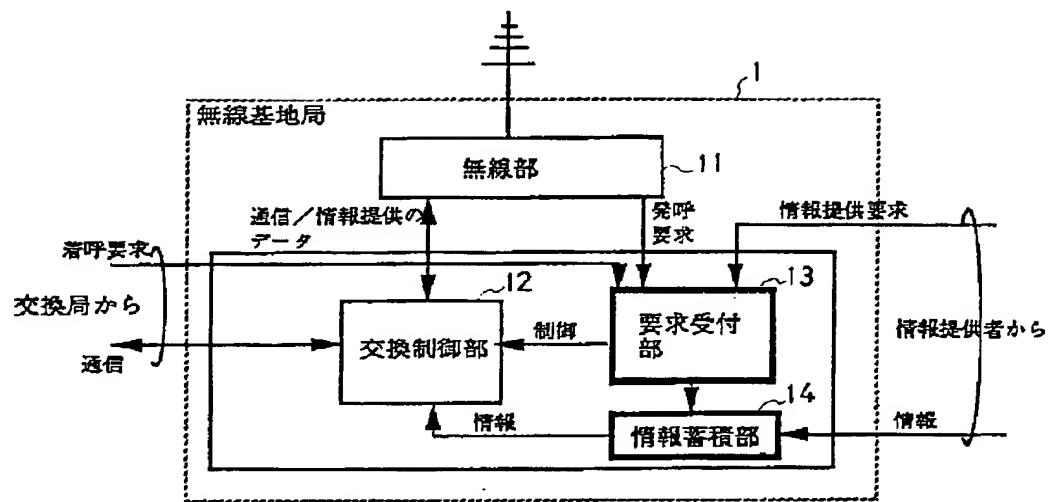 1
無線基地局
無線部
11
通信/情報提供の
データ
発呼
要求
情報提供要求
着呼要求
12
13
交換局から
交換制御部
制御
要求受付
部
情報提供者から
通信
14
情報
情報蓄積部
情報